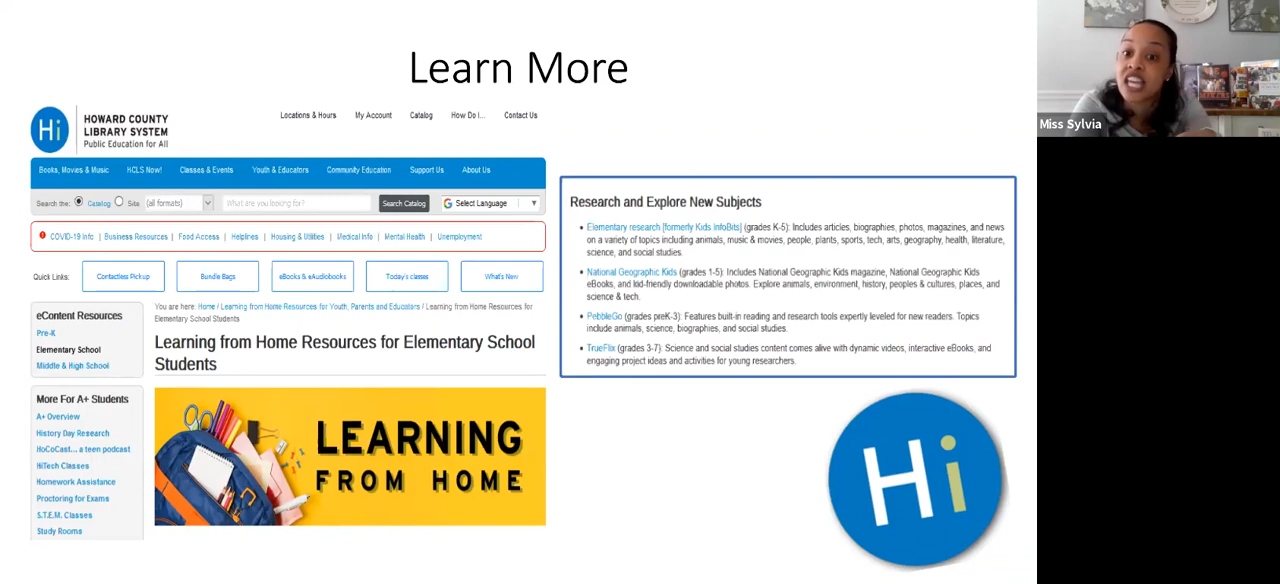 Learn More
Hi
HOWARD COUNTY
LIBRARY SYSTEM
Public Education for All
Locations & Hours
My Account
Catalog
How Do I...
Contact Us
Books, Movies & Music
HCLS Now!
Classes & Events
Youth & Educators
Community Education
Support Us
About Us
Search the:
Catalog
Site
(all formats)
What are you looking for?
Search Catalog
G Select Language
COVID-19 Info | Business Resources | Food Access | Helplines | Housing & Utilities | Medical Info | Mental Health | Unemployment
Quick Links:
Contactless Pickup
Bundle Bags
eBooks & eAudiobooks
Today's classes
What's New
eContent Resources
Pre-K
Elementary School
Middle & High School
More For A+ Students
A+ Overview
History Day Research
HoCoCast... a teen podcast
HiTech Classes
Homework Assistance
Proctoring for Exams
S.T.E.M. Classes
Study Rooms
You are here: Home / Learning from Home Resources for Youth, Parents and Educators / Learning from Home Resources for
Elementary School Students
Learning from Home Resources for Elementary School
Students
LEARNING
FROM HOME
Research and Explore New Subjects
• Elementary research [formerly Kids InfoBits] (grades K-5): Includes articles, biographies, photos, magazines, and news
on a variety of topics including animals, music & movies, people, plants, sports, tech, arts, geography, health, literature,
science, and social studies.
• National Geographic Kids (grades 1-5): Includes National Geographic Kids magazine, National Geographic Kids
eBooks, and kid-friendly downloadable photos. Explore animals, environment, history, peoples & cultures, places, and
science & tech.
• PebbleGo (grades preK-3): Features built-in reading and research tools expertly leveled for new readers. Topics
include animals, science, biographies, and social studies.
• TrueFlix (grades 3-7): Science and social studies content comes alive with dynamic videos, interactive eBooks, and
engaging project ideas and activities for young researchers.
Hi
Miss Sylvia